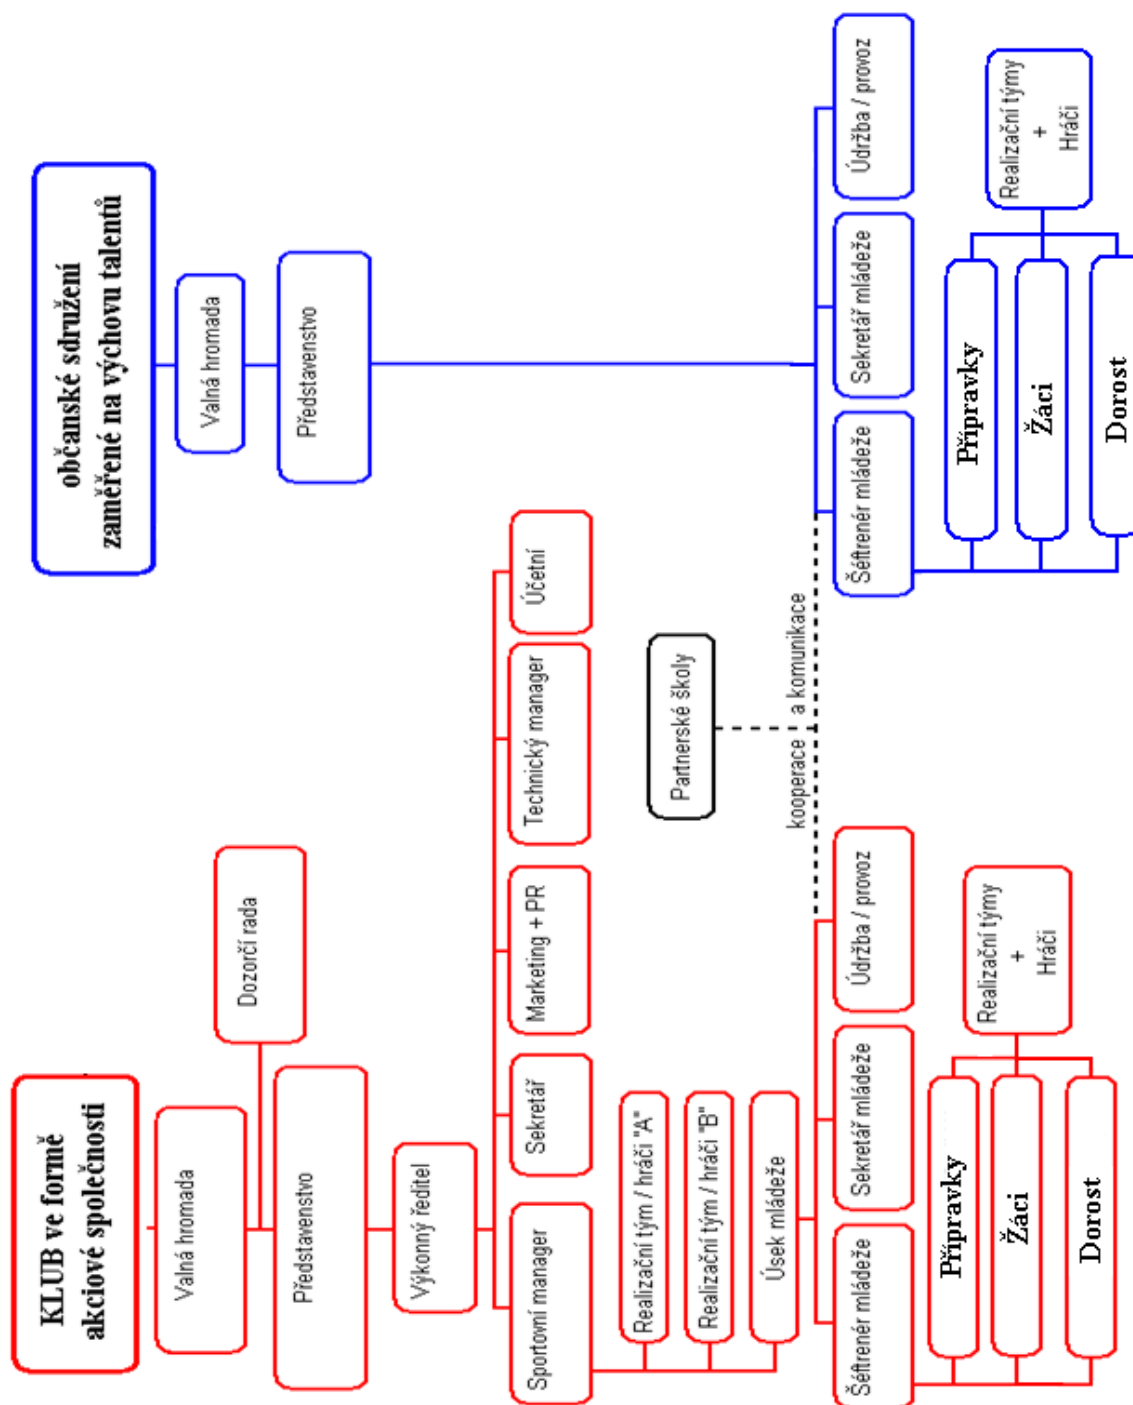 KLUB ve formě
akciové společnosti
Valná hromada
Dozorčí rada
Představenstvo
Výkonný ředitel
Sportovní manager
Sekretář
Marketing + PR
Technický manager
Účetní
Realizační tým / hráči "A"
Realizační tým / hráči "B"
Úsek mládeže
Šéftrenér mládeže
Sekretář mládeže
Údržba / provoz
Přípravky
Žáci
Dorost
Realizační týmy
+
Hráči
Partnerské školy
kooperace a komunikace
občanské sdružení
zaměřené na výchovu talentů
Valná hromada
Představenstvo
Šéftrenér mládeže
Sekretář mládeže
Údržba / provoz
Přípravky
Žáci
Dorost
Realizační týmy
+
Hráči